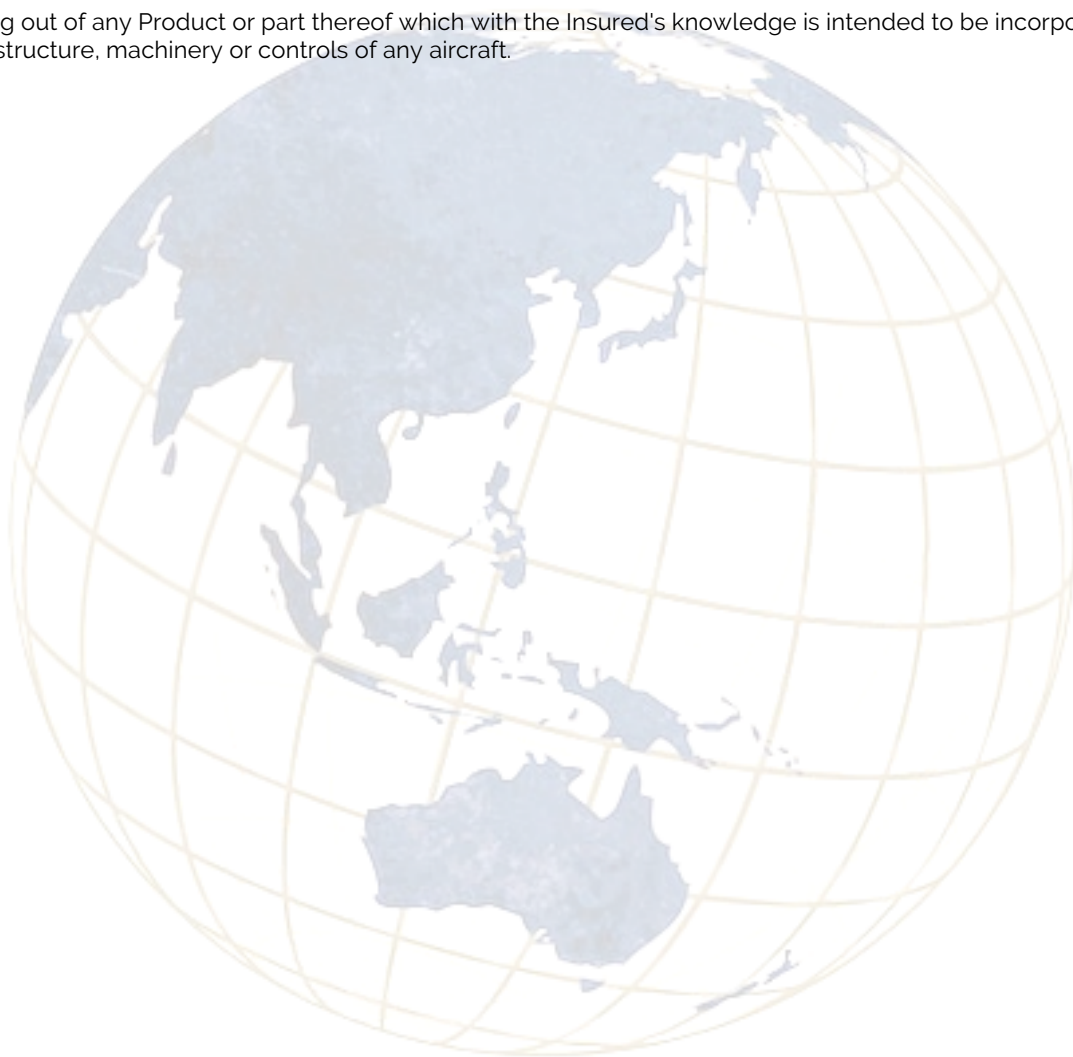 g out of any Product or part thereof which with the Insured's knowledge is intended to be incorpo
structure, machinery or controls of any aircraft.